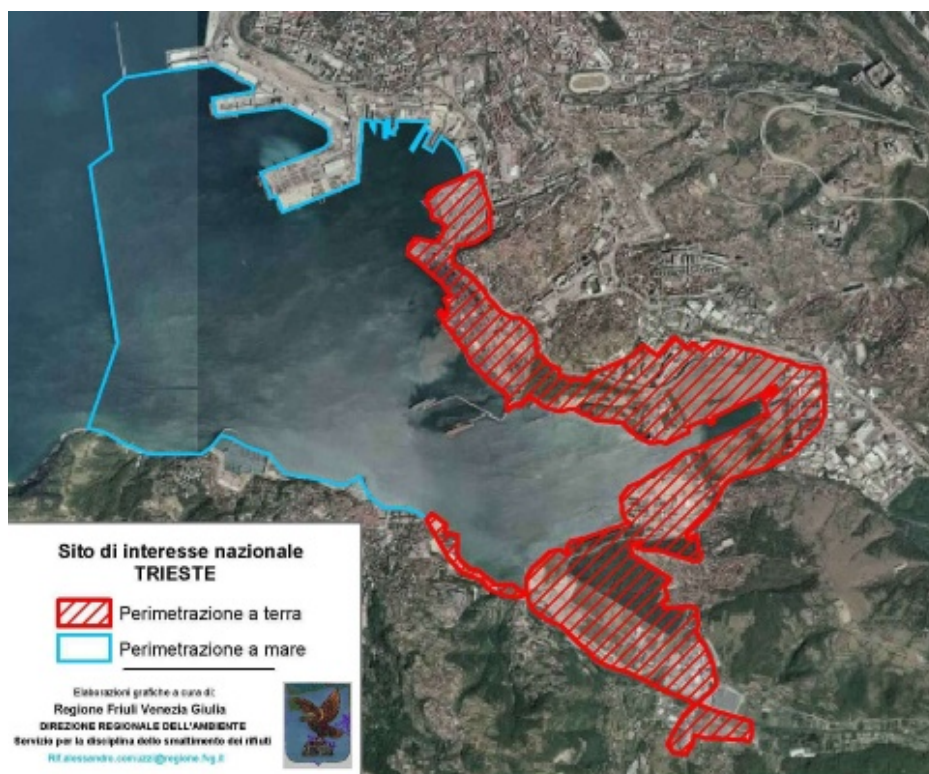 Sito di interesse nazionale
TRIESTE
Perimetrazione a terra
Perimetrazione a mare
Elaborazioni grafiche a cura di:
Regione Friuli Venezia Giulia
DIREZIONE REGIONALE DELL'AMBIENTE
Servizio per la disciplina dello smaltimento dei rifiuti